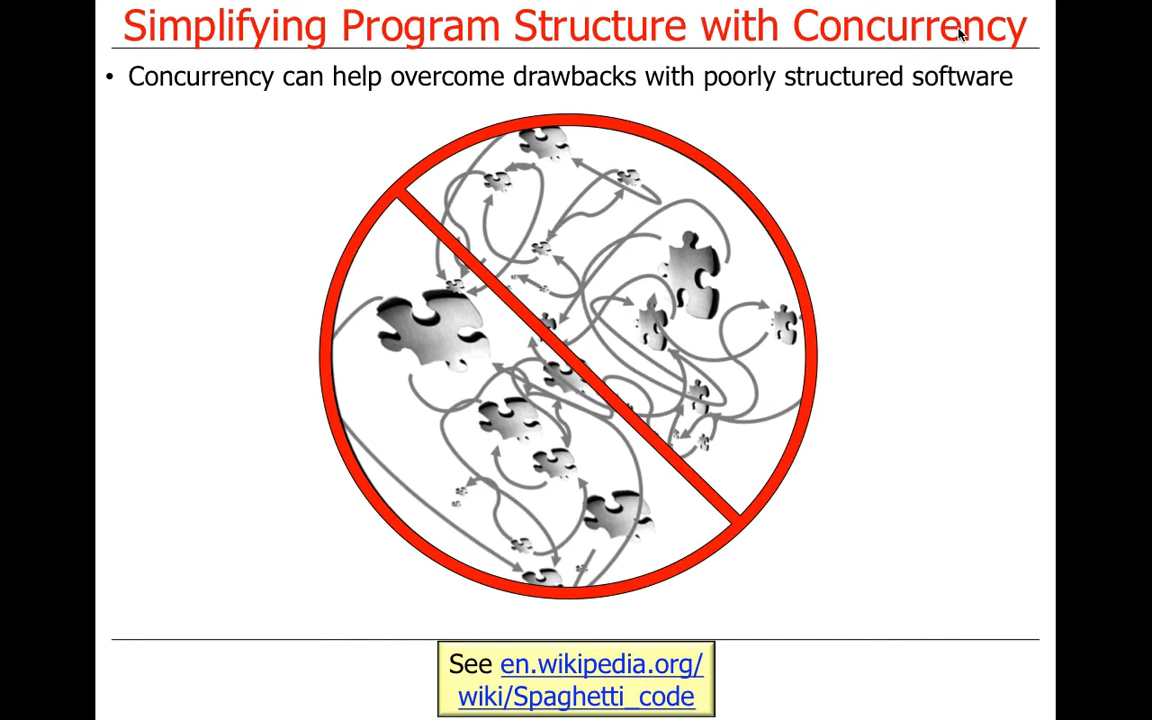 Simplifying Program Structure with Concurrency
• Concurrency can help overcome drawbacks with poorly structured software
See en.wikipedia.org/
wiki/Spaghetti_code